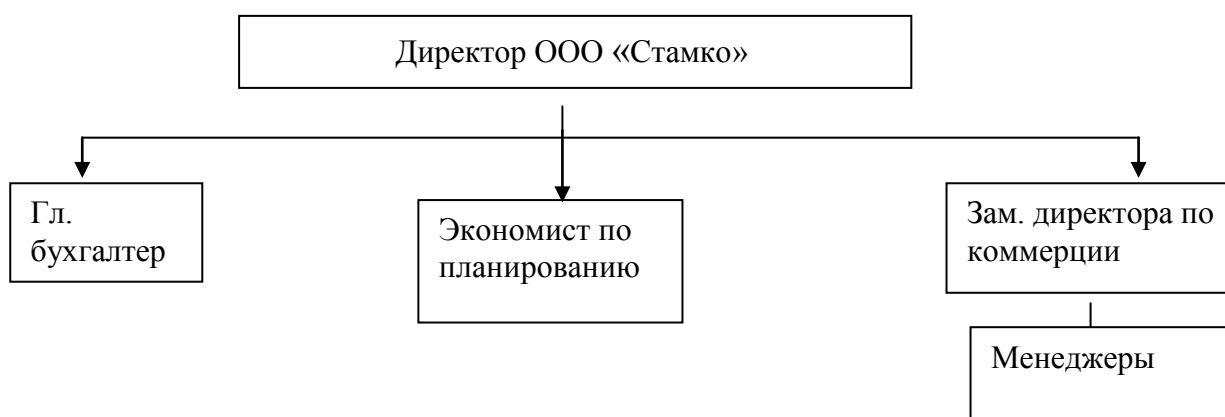 Директор ООО «Стамко»
Гл.
бухгалтер
Экономист по
планированию
Зам. директора по
коммерции
Менеджеры